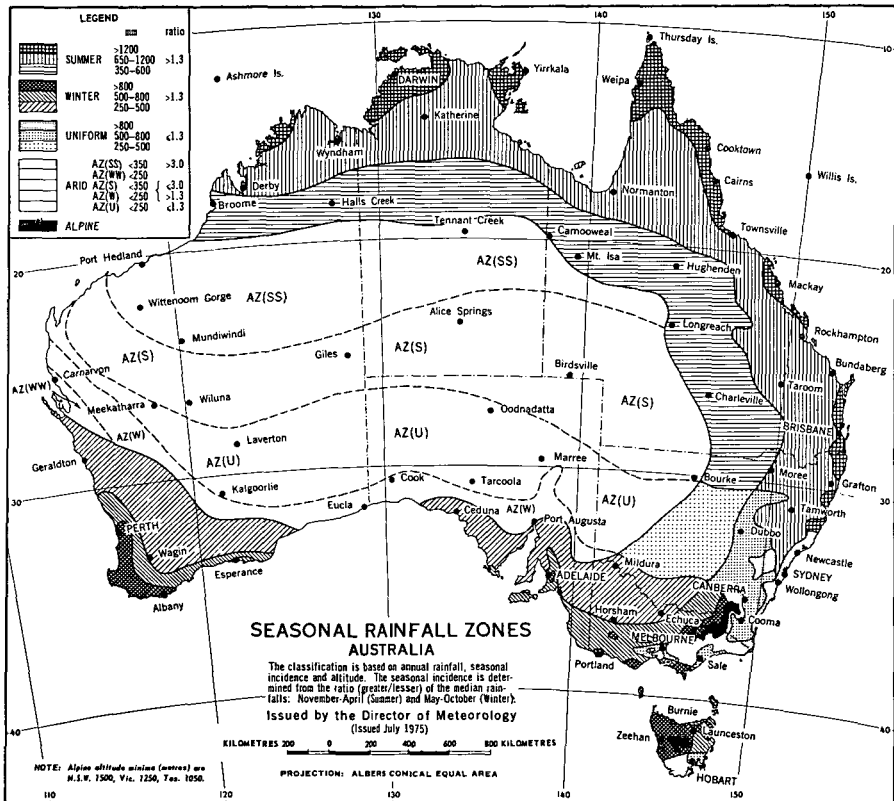 LEGEND
mm ratio
>1200
SUMMER 650–1200 >1.3
350–600
>800
WINTER 500–800 >1.3
250–500
>800
UNIFORM 500–800 ≤1.3
250–500
AZ(SS) <350 >3.0
AZ(WW) <250
ARID AZ(S) <350 { ≤3.0
AZ(W) <250 } >1.3
AZ(U) <250 ≤1.3
ALPINE
130
140
150
10
Thursday Is.
Ashmore Is.
DARWIN
Yirrkala
Weipa
Katherine
Wyndham
Cooktown
Cairns
Willis Is.
Derby
Normanton
Broome
Halls Creek
Tennant Creek
Camooweal
Townsville
Port Hedland
Mt. Isa
Hughenden
20
20
AZ(SS)
AZ(SS)
Mackay
Wittenoom Gorge
Alice Springs
Longreach
Rockhampton
Mundiwindi
AZ(S)
Giles
AZ(S)
Bundaberg
Carnarvon
Birdsville
Taroom
AZ(WW)
Meekatharra
Wiluna
AZ(S)
Charleville
Oodnadatta
BRISBANE
AZ(W)
Laverton
AZ(U)
AZ(U)
Geraldton
Marree
Moree
Kalgoorlie
Cook
Tarcoola
Bourke
Grafton
30
30
Eucla
AZ(U)
Tamworth
Ceduna
AZ(W)
Port Augusta
Dubbo
PERTH
Newcastle
Wagin
Mildura
SYDNEY
Esperance
ADELAIDE
CANBERRA
Wollongong
Albany
Horsham
Echuca
Cooma
MELBOURNE
Portland
Sale
SEASONAL RAINFALL ZONES
AUSTRALIA
The classification is based on annual rainfall, seasonal
incidence and altitude. The seasonal incidence is deter-
mined from the ratio (greater/lesser) of the median rain-
falls: November-April (Summer) and May-October (Winter).
Issued by the Director of Meteorology
(Issued July 1975)
KILOMETRES 200 0 200 400 600 800 KILOMETRES
PROJECTION: ALBERS CONICAL EQUAL AREA
Burnie
Zeehan
Launceston
HOBART
40
40
NOTE: Alpine altitude minima (metres) are
N.S.W. 1500, Vic. 1250, Tas. 1050.
110
120
130
140
150